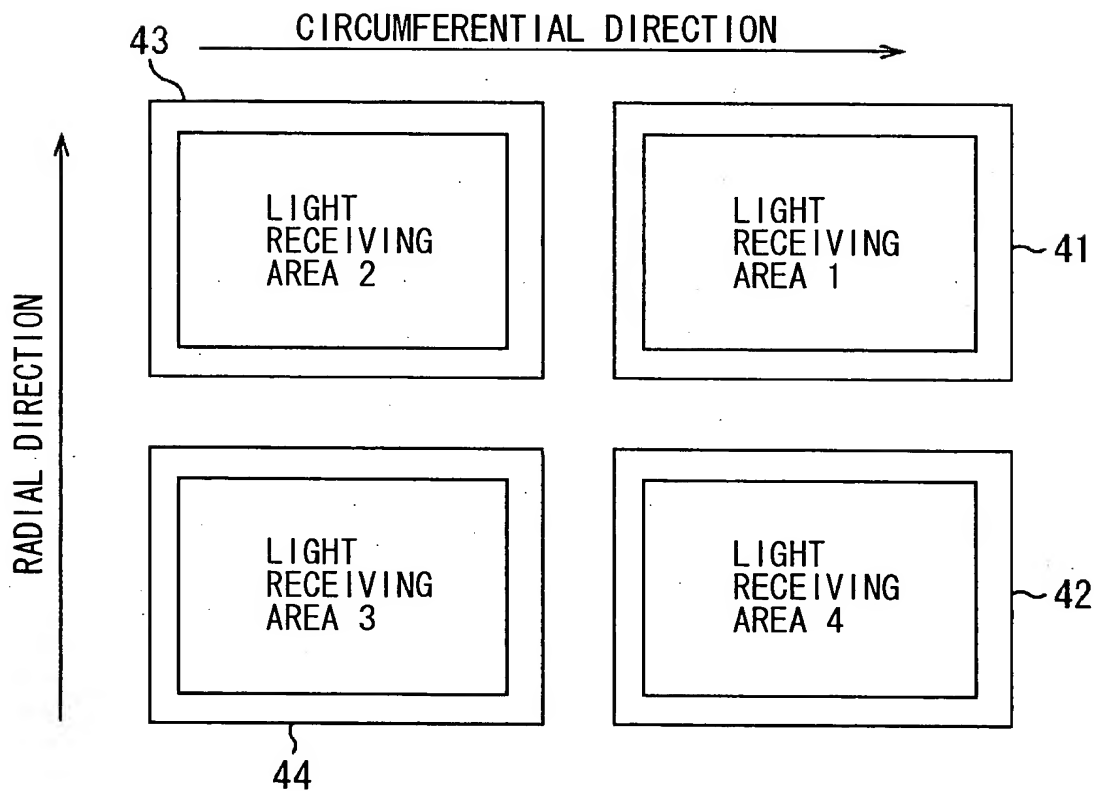 CIRCUMFERENTIAL DIRECTION
43
RADIAL DIRECTION
LIGHT
RECEIVING
AREA 2
LIGHT
RECEIVING
AREA 1
41
LIGHT
RECEIVING
AREA 3
LIGHT
RECEIVING
AREA 4
42
44